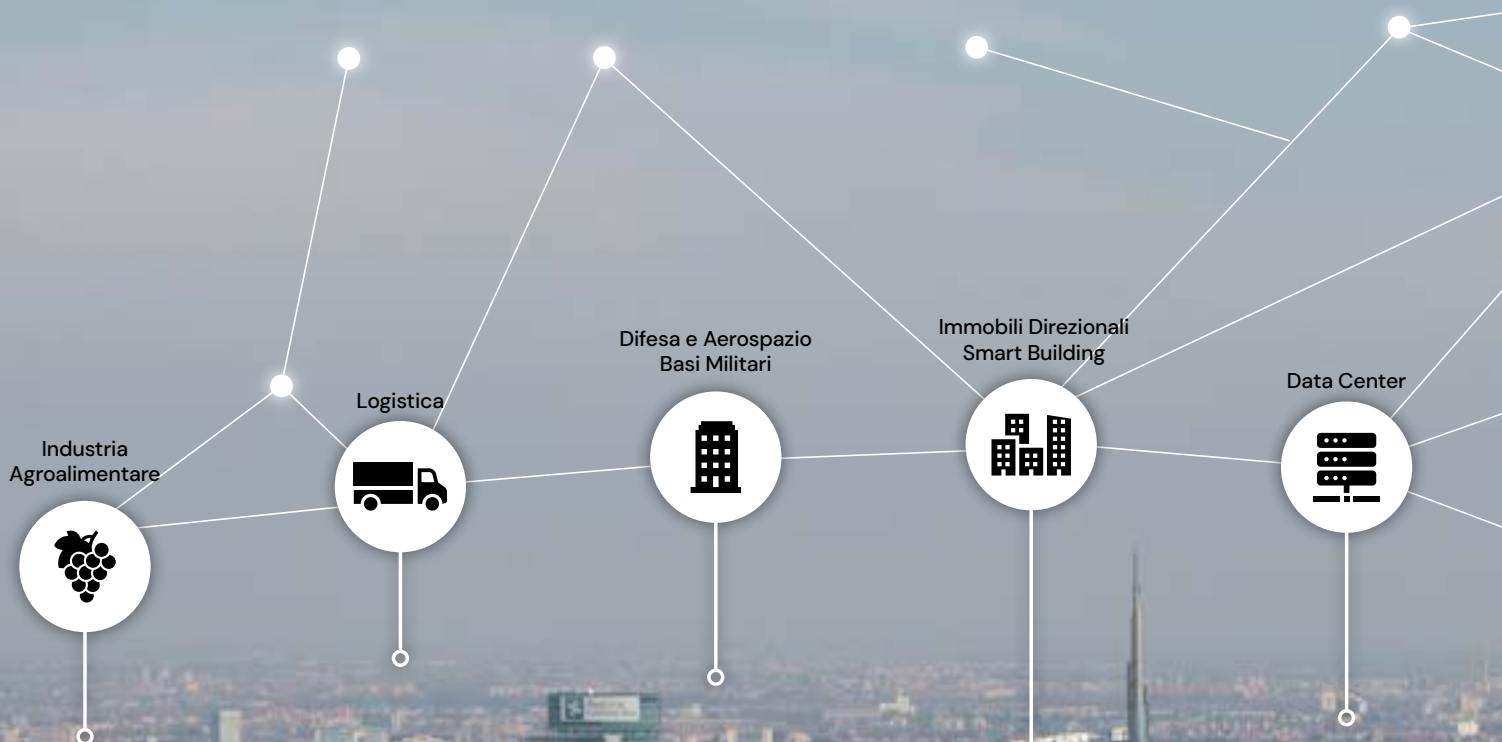 Industria
Agroalimentare
Logistica
Difesa e Aerospazio
Basi Militari
Immobili Direzionali
Smart Building
Data Center